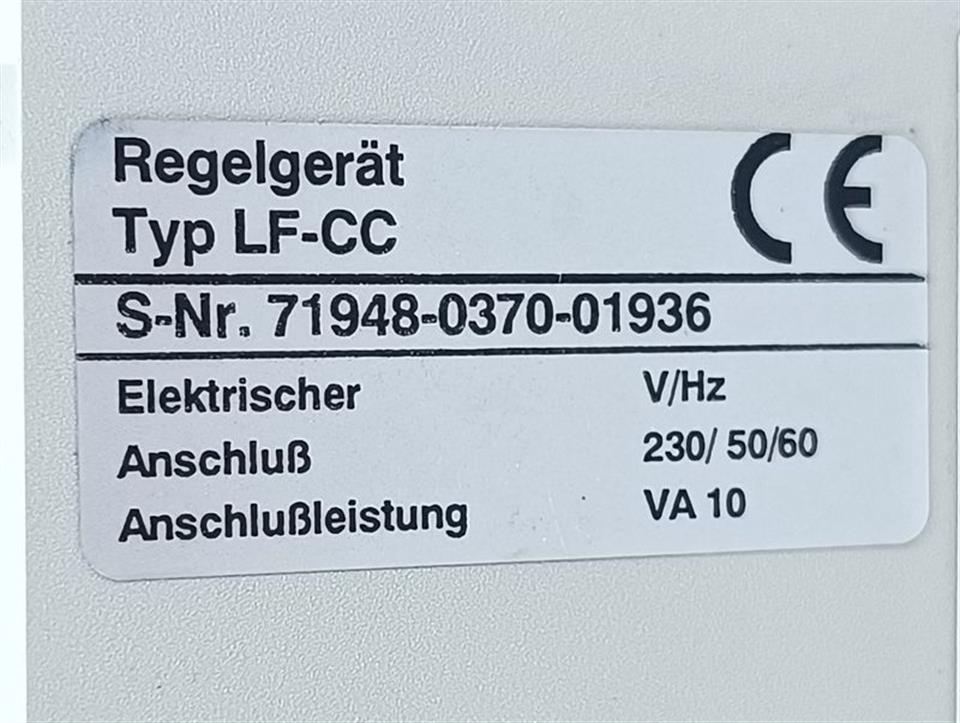 Regelgerät CE
Typ LF-CC
S-Nr. 71948-0370-01936
Elektrischer V/Hz
Anschluß 230/ 50/60
Anschlußleistung VA 10